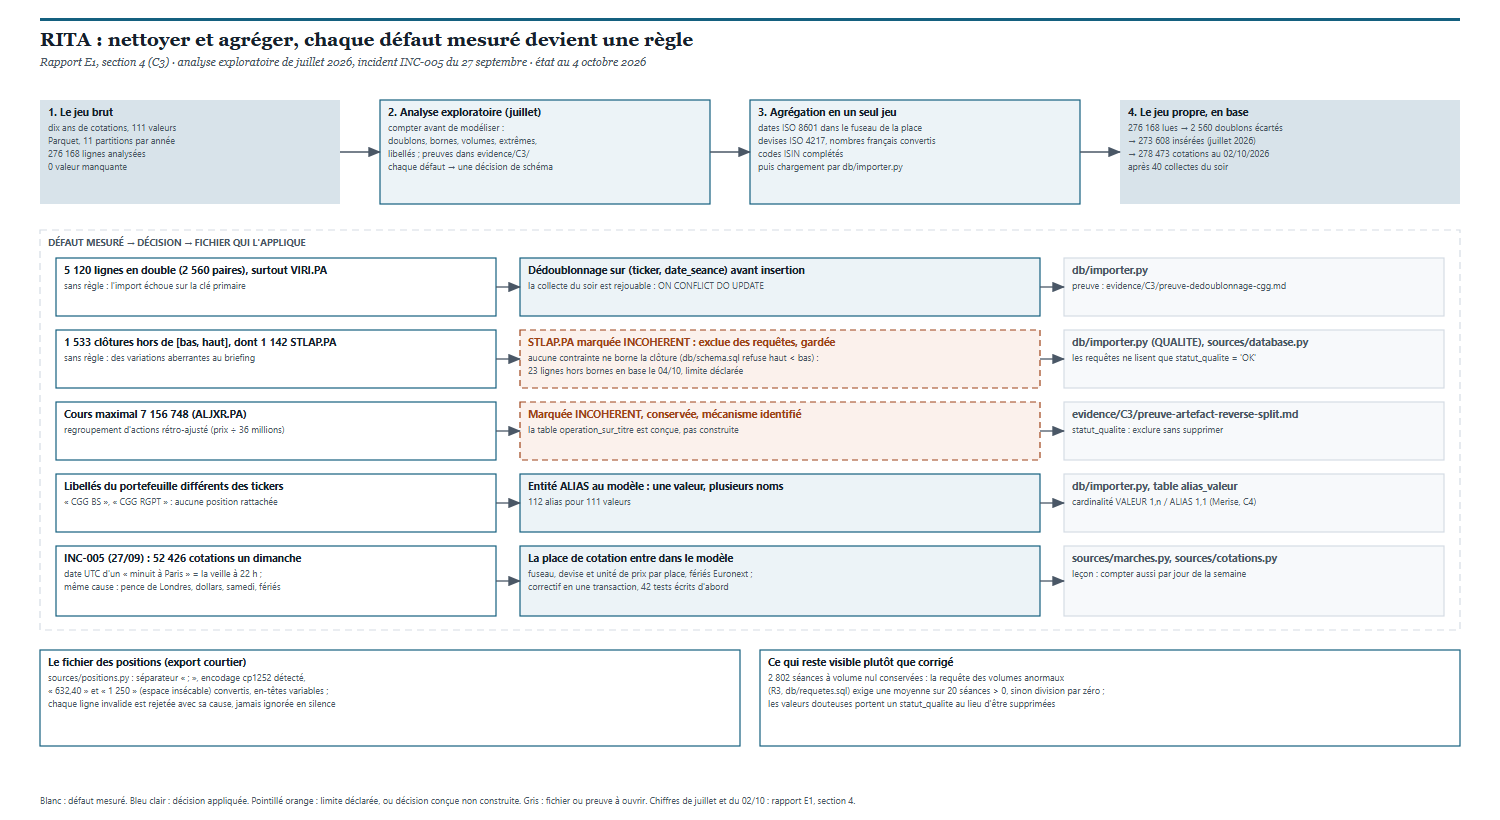 RITA : nettoyer et agréger, chaque défaut mesuré devient une règle
Rapport E1, section 4 (C3) · analyse exploratoire de juillet 2026, incident INC-005 du 27 septembre · état au 4 octobre 2026
1. Le jeu brut
dix ans de cotations, 111 valeurs
Parquet, 11 partitions par année
276 168 lignes analysées
0 valeur manquante
2. Analyse exploratoire (juillet)
compter avant de modéliser :
doublons, bornes, volumes, extrêmes,
libellés ; preuves dans evidence/C3/
chaque défaut → une décision de schéma
3. Agrégation en un seul jeu
dates ISO 8601 dans le fuseau de la place
devises ISO 4217, nombres français convertis
codes ISIN complétés
puis chargement par db/importer.py
4. Le jeu propre, en base
276 168 lues → 2 560 doublons écartés
→ 273 608 insérées (juillet 2026)
→ 278 473 cotations au 02/10/2026
après 40 collectes du soir
DÉFAUT MESURÉ → DÉCISION → FICHIER QUI L'APPLIQUE
5 120 lignes en double (2 560 paires), surtout VIRI.PA
sans règle : l'import échoue sur la clé primaire
Dédoublonnage sur (ticker, date_seance) avant insertion
la collecte du soir est rejouable : ON CONFLICT DO UPDATE
db/importer.py
preuve : evidence/C3/preuve-dedoublonnage-cgg.md
1 533 clôtures hors de [bas, haut], dont 1 142 STLAP.PA
sans règle : des variations aberrantes au briefing
STLAP.PA marquée INCOHERENT : exclue des requêtes, gardée
aucune contrainte ne borne la clôture (db/schema.sql refuse haut < bas) :
23 lignes hors bornes en base le 04/10, limite déclarée
db/importer.py (QUALITE), sources/database.py
les requêtes ne lisent que statut_qualite = 'OK'
Cours maximal 7 156 748 (ALJXR.PA)
regroupement d'actions rétro-ajusté (prix ÷ 36 millions)
Marquée INCOHERENT, conservée, mécanisme identifié
la table operation_sur_titre est conçue, pas construite
evidence/C3/preuve-artefact-reverse-split.md
statut_qualite : exclure sans supprimer
Libellés du portefeuille différents des tickers
« CGG BS », « CGG RGPT » : aucune position rattachée
Entité ALIAS au modèle : une valeur, plusieurs noms
112 alias pour 111 valeurs
db/importer.py, table alias_valeur
cardinalité VALEUR 1,n / ALIAS 1,1 (Merise, C4)
INC-005 (27/09) : 52 426 cotations un dimanche
date UTC d'un « minuit à Paris » = la veille à 22 h ;
même cause : pence de Londres, dollars, samedi, fériés
La place de cotation entre dans le modèle
fuseau, devise et unité de prix par place, fériés Euronext ;
correctif en une transaction, 42 tests écrits d'abord
sources/marches.py, sources/cotations.py
leçon : compter aussi par jour de la semaine
Le fichier des positions (export courtier)
sources/positions.py : séparateur « ; », encodage cp1252 détecté,
« 632,40 » et « 1 250 » (espace insécable) convertis, en-têtes variables ;
chaque ligne invalide est rejetée avec sa cause, jamais ignorée en silence
Ce qui reste visible plutôt que corrigé
2 802 séances à volume nul conservées : la requête des volumes anormaux
(R3, db/requetes.sql) exige une moyenne sur 20 séances > 0, sinon division par zéro ;
les valeurs douteuses portent un statut_qualite au lieu d'être supprimées
Blanc : défaut mesuré. Bleu clair : décision appliquée. Pointillé orange : limite déclarée, ou décision conçue non construite. Gris : fichier ou preuve à ouvrir. Chiffres de juillet et du 02/10 : rapport E1, section 4.